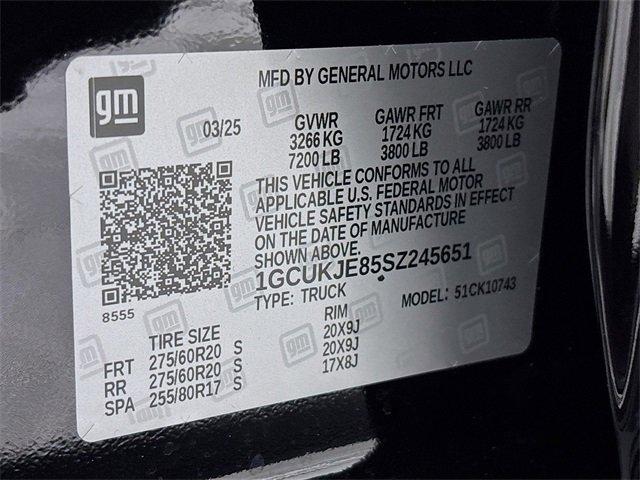 gm
MFD BY GENERAL MOTORS LLC
03/25
GVWR GAWR FRT GAWR RR
3266 KG 1724 KG 1724 KG
7200 LB 3800 LB 3800 LB
THIS VEHICLE CONFORMS TO ALL
APPLICABLE U.S. FEDERAL MOTOR
VEHICLE SAFETY STANDARDS IN EFFECT
ON THE DATE OF MANUFACTURE
SHOWN ABOVE.
1GCUKJE85SZ245651
TYPE: TRUCK MODEL: 51CK10743
8555
TIRE SIZE RIM
FRT 275/60R20 S 20X9J
RR 275/60R20 S 20X9J
SPA 255/80R17 S 17X8J